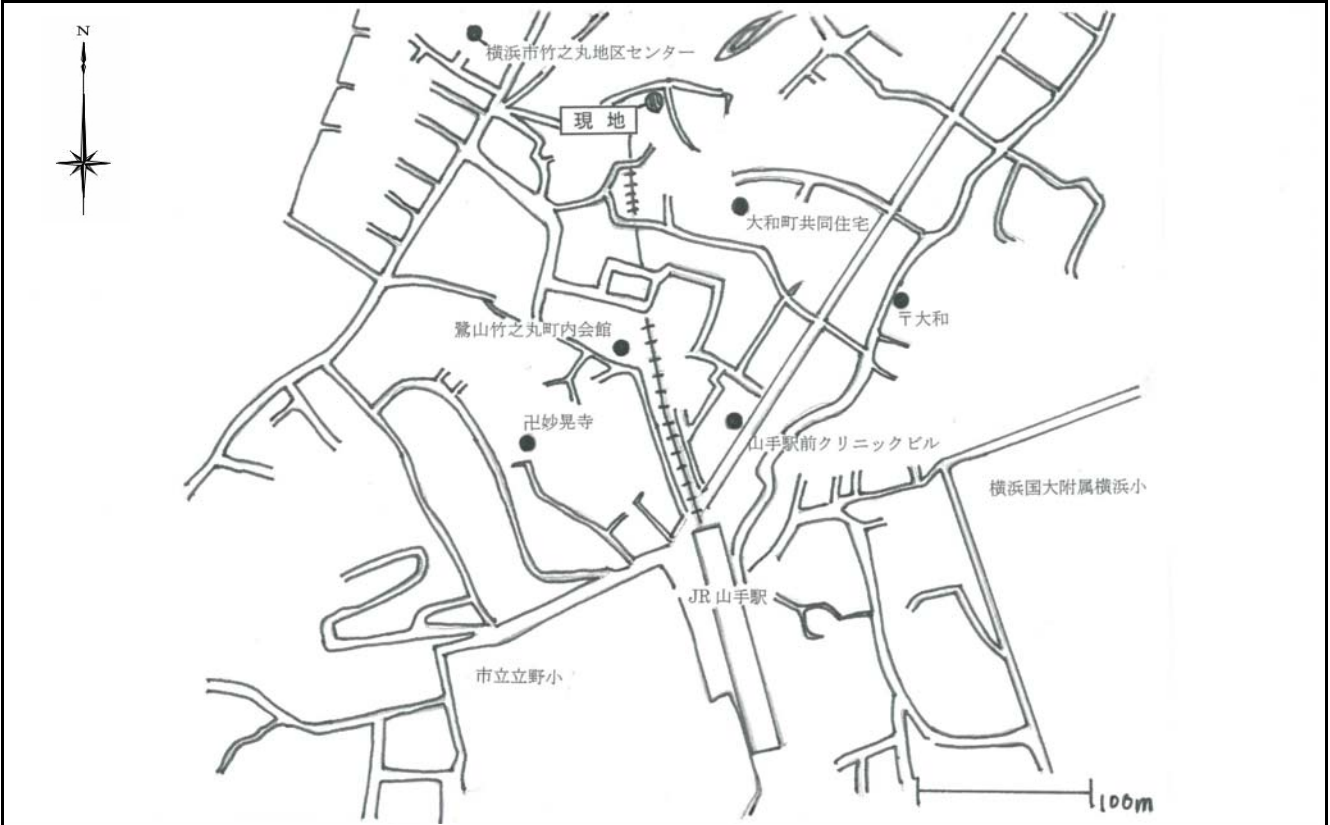 N
横浜市竹之丸地区センター
現地
大和町共同住宅
〒大和
鷺山竹之丸町内会館
卍妙晃寺
山手駅前クリニックビル
横浜国大附属横浜小
JR山手駅
市立立野小
100m